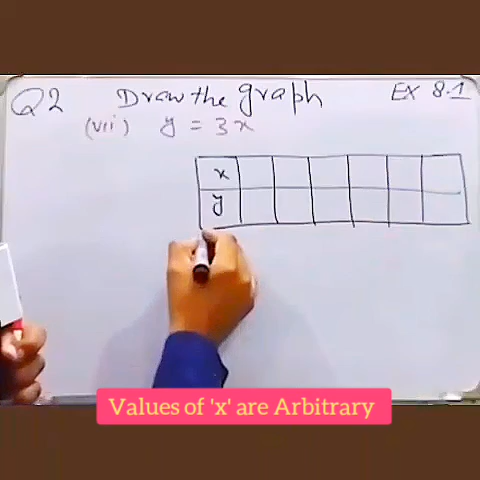 Q2 Draw the graph Ex 8.1
(vii) y = 3x
x
y
Values of 'x' are Arbitrary